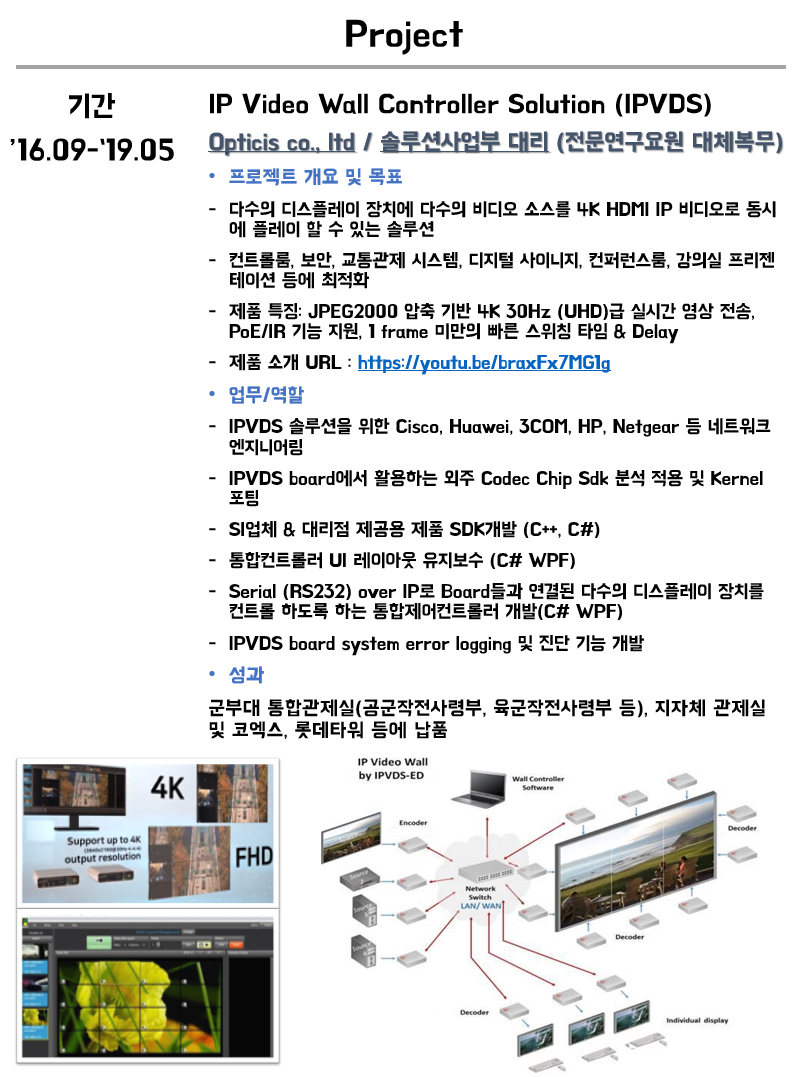 Project
기간
'16.09-'19.05
IP Video Wall Controller Solution (IPVDS)
Opticis co., ltd / 솔루션사업부 대리 (전문연구요원 대체복무)
• 프로젝트 개요 및 목표
- 다수의 디스플레이 장치에 다수의 비디오 소스를 4K HDMI IP 비디오로 동시
에 플레이 할 수 있는 솔루션
- 컨트롤룸, 보안, 교통관제 시스템, 디지털 사이니지, 컨퍼런스룸, 강의실 프리젠
테이션 등에 최적화
- 제품 특징: JPEG2000 압축 기반 4K 30Hz (UHD)급 실시간 영상 전송,
PoE/IR 기능 지원, 1 frame 미만의 빠른 스위칭 타임 & Delay
- 제품 소개 URL : https://youtu.be/braxFx7MG1g
• 업무/역할
- IPVDS 솔루션을 위한 Cisco, Huawei, 3COM, HP, Netgear 등 네트워크
엔지니어링
- IPVDS board에서 활용하는 외주 Codec Chip Sdk 분석 적용 및 Kernel
포팅
- SI업체 & 대리점 제공용 제품 SDK개발 (C++, C#)
- 통합컨트롤러 UI 레이아웃 유지보수 (C# WPF)
- Serial (RS232) over IP로 Board들과 연결된 다수의 디스플레이 장치를
컨트롤 하도록 하는 통합제어컨트롤러 개발(C# WPF)
- IPVDS board system error logging 및 진단 기능 개발
• 성과
군부대 통합관제실(공군작전사령부, 육군작전사령부 등), 지자체 관제실
및 코엑스, 롯데타워 등에 납품
4K
Support up to 4K
output resolution
FHD
IP Video Wall
by IPVDS-ED
Wall Controller
Software
Encoder
Decoder
Source
2
Source
3
Source
4
Network
Switch
LAN/ WAN
Decoder
Decoder
Individual display